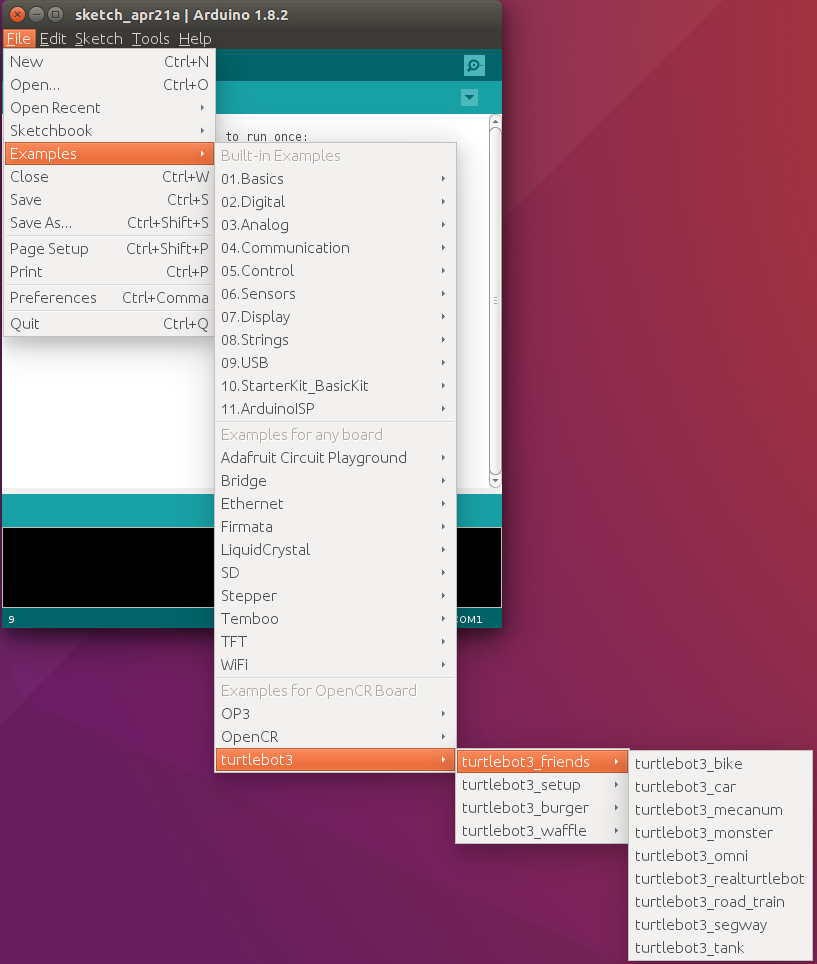 sketch_apr21a | Arduino 1.8.2
File Edit Sketch Tools Help
New Ctrl+N
Open... Ctrl+O
Open Recent
Sketchbook
Examples
Close Ctrl+W
Save Ctrl+S
Save As... Ctrl+Shift+S
Page Setup Ctrl+Shift+P
Print Ctrl+P
Preferences Ctrl+Comma
Quit Ctrl+Q
to run once:
Built-in Examples
01.Basics
02.Digital
03.Analog
04.Communication
05.Control
06.Sensors
07.Display
08.Strings
09.USB
10.StarterKit_BasicKit
11.ArduinoISP
Examples for any board
Adafruit Circuit Playground
Bridge
Ethernet
Firmata
LiquidCrystal
SD
Stepper
Temboo
TFT
WiFi
Examples for OpenCR Board
OP3
OpenCR
turtlebot3
turtlebot3_friends
turtlebot3_setup
turtlebot3_burger
turtlebot3_waffle
turtlebot3_bike
turtlebot3_car
turtlebot3_mecanum
turtlebot3_monster
turtlebot3_omni
turtlebot3_realturtlebot
turtlebot3_road_train
turtlebot3_segway
turtlebot3_tank
9 COM1